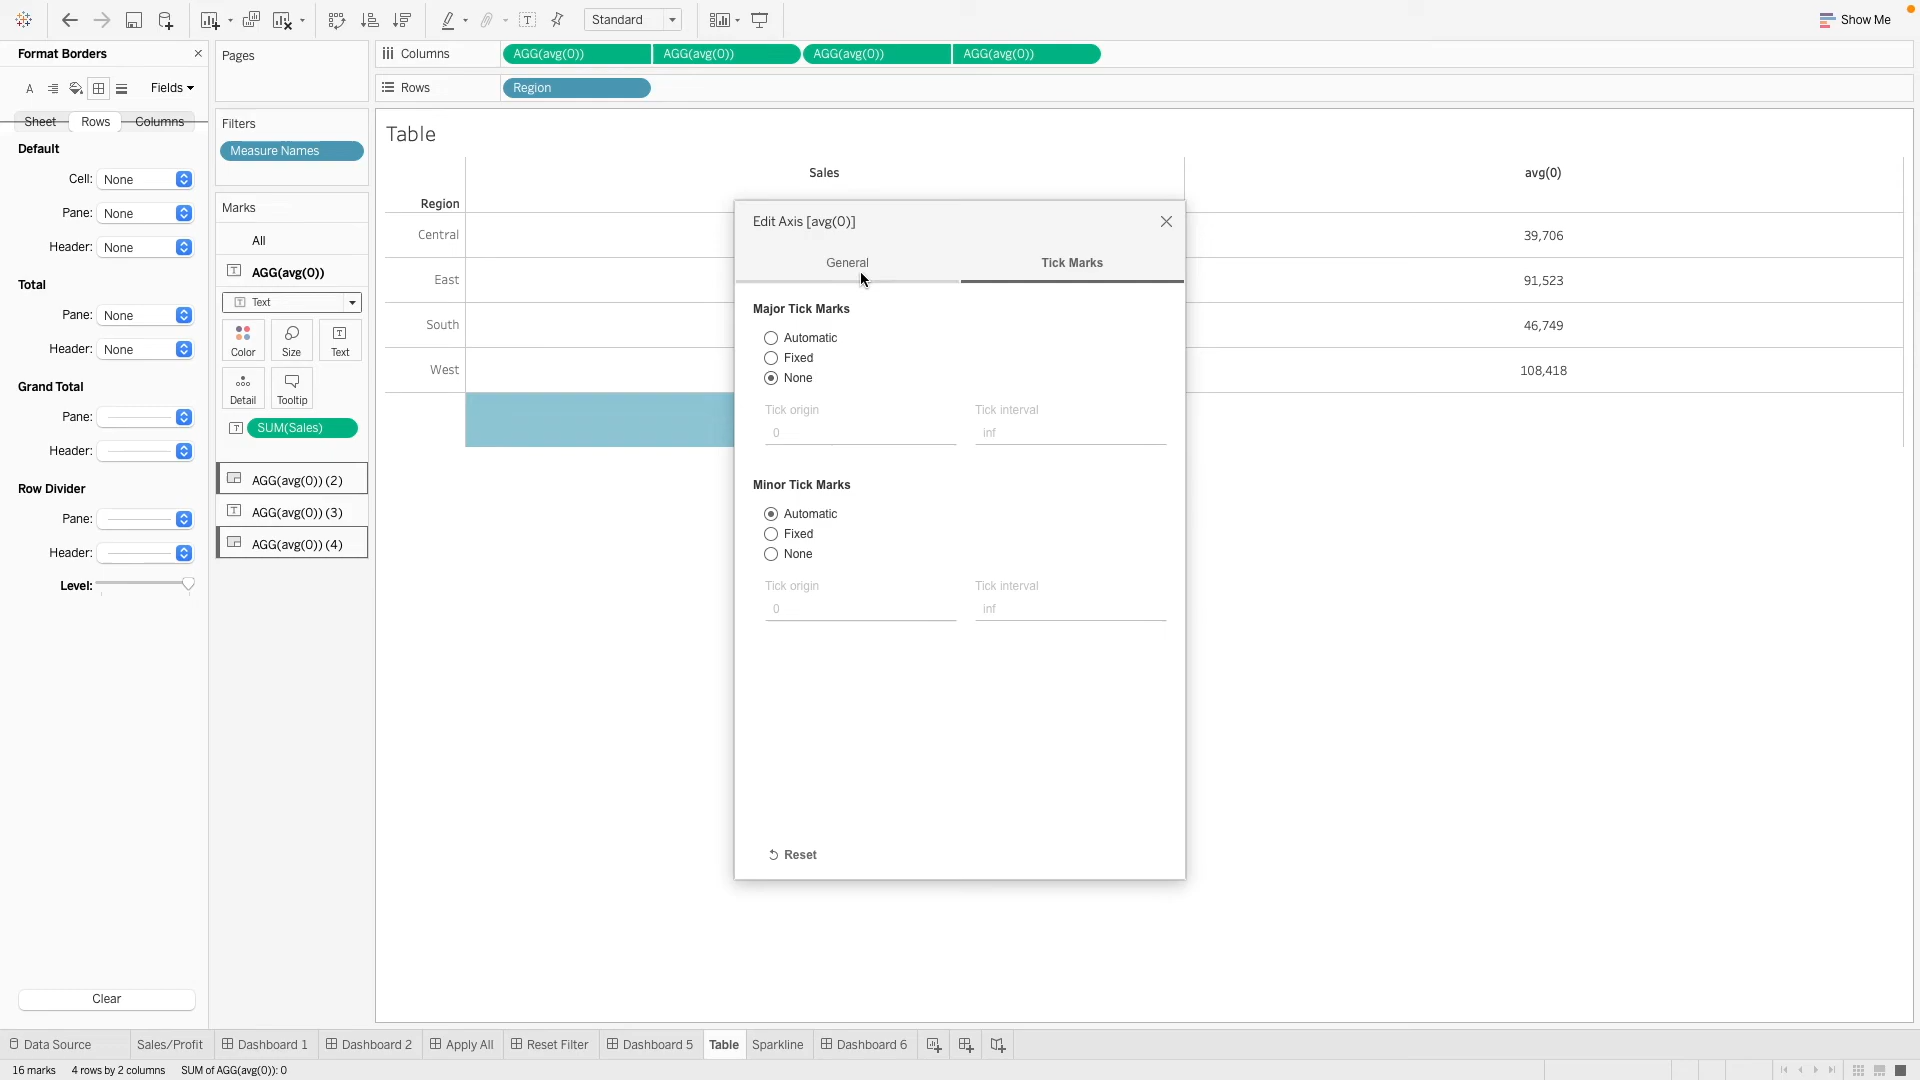 Standard
Show Me
Format Borders
Fields
Sheet Rows Columns
Default
Cell: None
Pane: None
Header: None
Total
Pane: None
Header: None
Grand Total
Pane:
Header:
Row Divider
Pane:
Header:
Level:
Clear
Pages
Filters
Measure Names
Marks
All
AGG(avg(0))
Text
Color Size Text
Detail Tooltip
SUM(Sales)
AGG(avg(0)) (2)
AGG(avg(0)) (3)
AGG(avg(0)) (4)
Columns AGG(avg(0)) AGG(avg(0)) AGG(avg(0)) AGG(avg(0))
Rows Region
Table
Sales avg(0)
Region
Central 39,706
East 91,523
South 46,749
West 108,418
Edit Axis [avg(0)]
General Tick Marks
Major Tick Marks
Automatic
Fixed
None
Tick origin Tick interval
0 inf
Minor Tick Marks
Automatic
Fixed
None
Tick origin Tick interval
0 inf
Reset
Data Source Sales/Profit Dashboard 1 Dashboard 2 Apply All Reset Filter Dashboard 5 Table Sparkline Dashboard 6
16 marks 4 rows by 2 columns SUM of AGG(avg(0)): 0